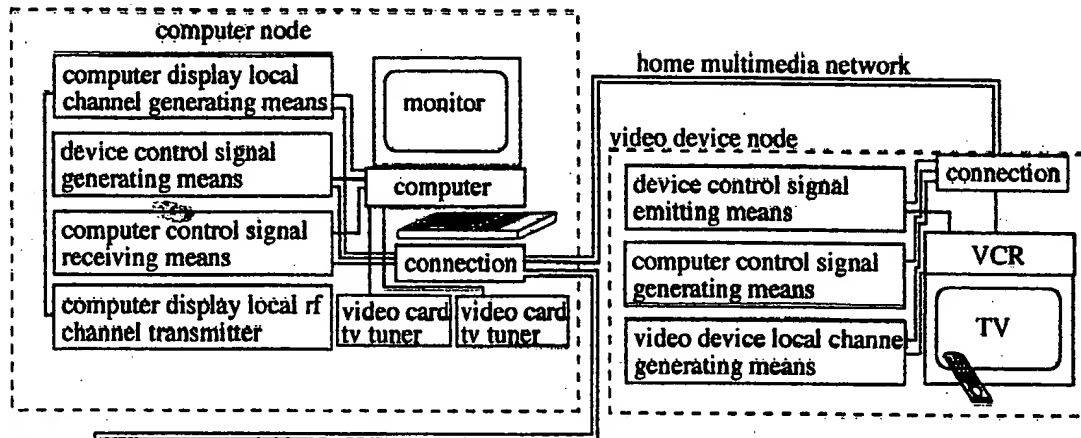 computer node
computer display local
channel generating means
device control signal
generating means
computer control signal
receiving means
computer display local rf
channel transmitter
monitor
computer
connection
video card
tv tuner
video card
tv tuner
home multimedia network
video device node
device control signal
emitting means
computer control signal
generating means
video device local channe
generating means
connection
VCR
TV